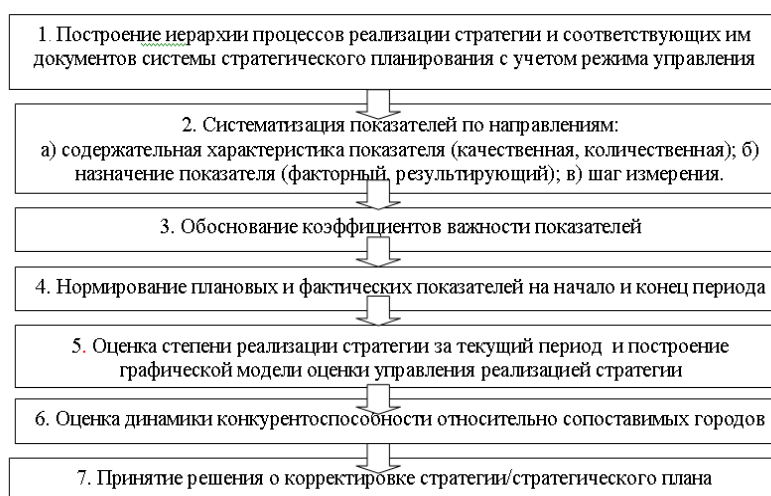 1. Построение иерархии процессов реализации стратегии и соответствующих им
документов системы стратегического планирования с учетом режима управления
2. Систематизация показателей по направлениям:
а) содержательная характеристика показателя (качественная, количественная); б)
назначение показателя (факторный, результирующий); в) шаг измерения.
3. Обоснование коэффициентов важности показателей
4. Нормирование плановых и фактических показателей на начало и конец периода
5. Оценка степени реализации стратегии за текущий период и построение
графической модели оценки управления реализацией стратегии
6. Оценка динамики конкурентоспособности относительно сопоставимых городов
7. Принятие решения о корректировке стратегии/стратегического плана